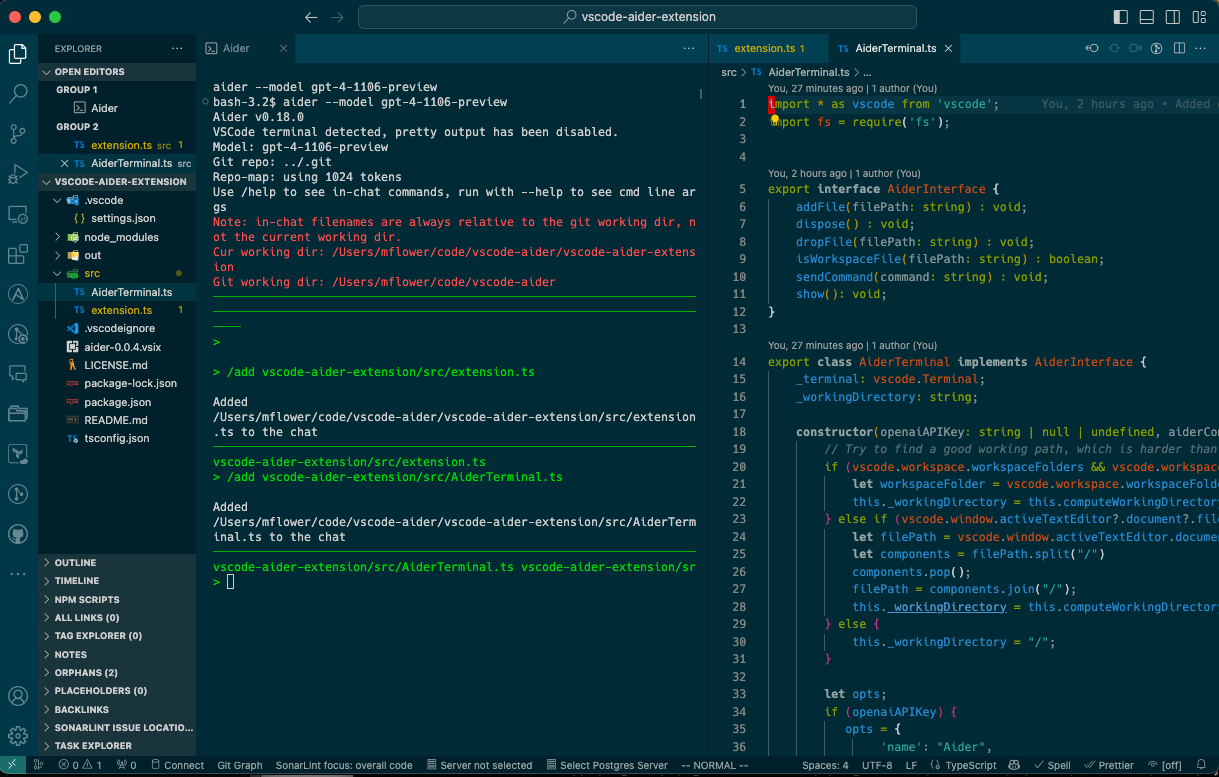 vscode-aider-extension
EXPLORER
OPEN EDITORS
GROUP 1
Aider
GROUP 2
TS extension.ts src 1
TS AiderTerminal.ts src
VSCODE-AIDER-EXTENSION
.vscode
{} settings.json
node_modules
out
src
TS AiderTerminal.ts
TS extension.ts 1
.vscodeignore
aider-0.0.4.vsix
LICENSE.md
package-lock.json
package.json
README.md
TS tsconfig.json
OUTLINE
TIMELINE
NPM SCRIPTS
ALL LINKS (0)
TAG EXPLORER (0)
NOTES
ORPHANS (2)
PLACEHOLDERS (0)
BACKLINKS
SONARLINT ISSUE LOCATIO...
TASK EXPLORER
Aider
aider --model gpt-4-1106-preview
bash-3.2$ aider --model gpt-4-1106-preview
Aider v0.18.0
VSCode terminal detected, pretty output has been disabled.
Model: gpt-4-1106-preview
Git repo: ../.git
Repo-map: using 1024 tokens
Use /help to see in-chat commands, run with --help to see cmd line ar
gs
Note: in-chat filenames are always relative to the git working dir, n
ot the current working dir.
Cur working dir: /Users/mflower/code/vscode-aider/vscode-aider-extens
ion
Git working dir: /Users/mflower/code/vscode-aider
>
> /add vscode-aider-extension/src/extension.ts
Added
/Users/mflower/code/vscode-aider/vscode-aider-extension/src/extension
.ts to the chat
vscode-aider-extension/src/extension.ts
> /add vscode-aider-extension/src/AiderTerminal.ts
Added
/Users/mflower/code/vscode-aider/vscode-aider-extension/src/AiderTerm
inal.ts to the chat
vscode-aider-extension/src/AiderTerminal.ts vscode-aider-extension/sr
>
TS extension.ts 1
TS AiderTerminal.ts
src > TS AiderTerminal.ts > ...
You, 27 minutes ago | 1 author (You)
1 import * as vscode from 'vscode'; You, 2 hours ago • Added
2 import fs = require('fs');
3
4
You, 2 hours ago | 1 author (You)
5 export interface AiderInterface {
6 addFile(filePath: string) : void;
7 dispose() : void;
8 dropFile(filePath: string) : void;
9 isWorkspaceFile(filePath: string) : boolean;
10 sendCommand(command: string) : void;
11 show(): void;
12 }
13
You, 27 minutes ago | 1 author (You)
14 export class AiderTerminal implements AiderInterface {
15 _terminal: vscode.Terminal;
16 _workingDirectory: string;
17
18 constructor(openaiAPIKey: string | null | undefined, aiderCo
19 // Try to find a good working path, which is harder than
20 if (vscode.workspace.workspaceFolders && vscode.workspac
21 let workspaceFolder = vscode.workspace.workspaceFold
22 this._workingDirectory = this.computeWorkingDirector
23 } else if (vscode.window.activeTextEditor?.document?.fil
24 let filePath = vscode.window.activeTextEditor.docume
25 let components = filePath.split("/")
26 components.pop();
27 filePath = components.join("/");
28 this._workingDirectory = this.computeWorkingDirector
29 } else {
30 this._workingDirectory = "/";
31 }
32
33 let opts;
34 if (openaiAPIKey) {
35 opts = {
36 'name': "Aider",
0 1 0 Connect Git Graph SonarLint focus: overall code Server not selected Select Postgres Server -- NORMAL -- Spaces: 4 UTF-8 LF {} TypeScript Spell Prettier [off]